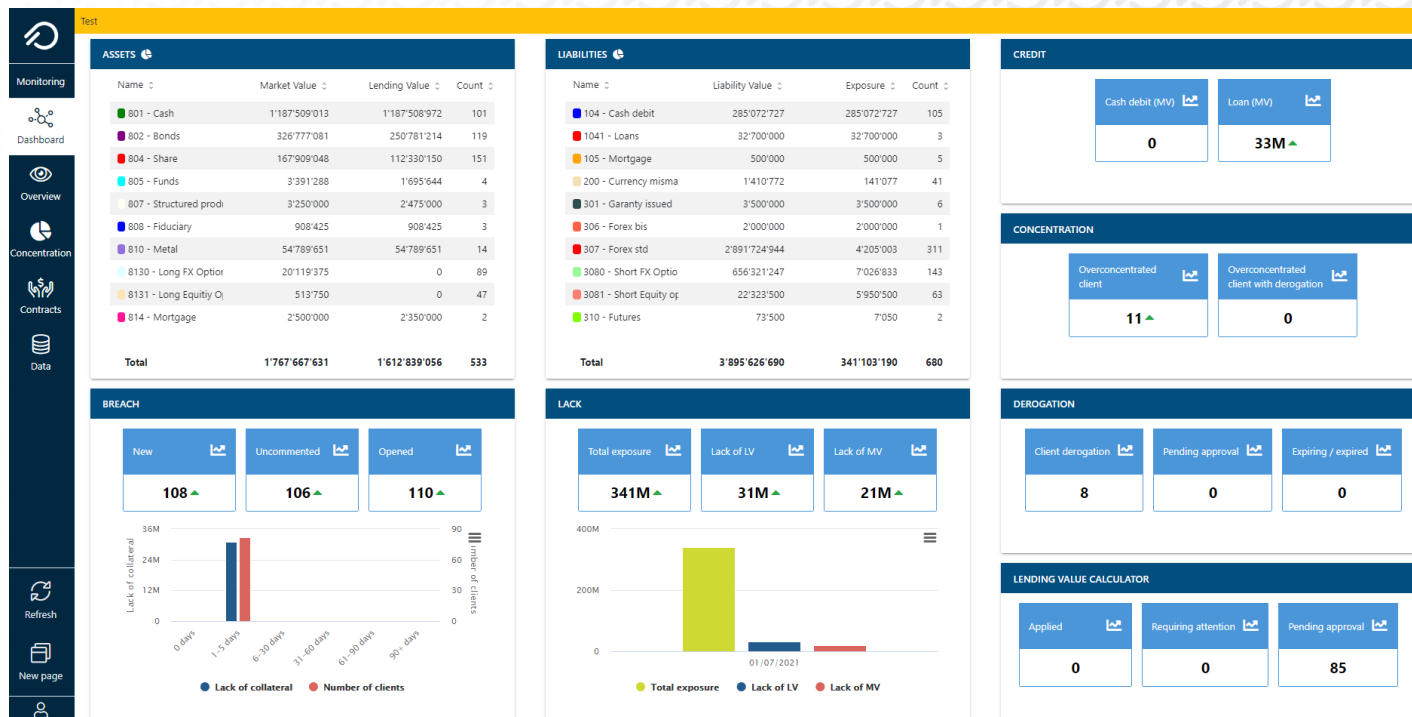 Test
Monitoring
Dashboard
Overview
Concentration
Contracts
Data
Refresh
New page
ASSETS
Name Market Value Lending Value Count
801 - Cash 1'187'509'013 1'187'508'972 101
802 - Bonds 326'777'081 250'781'214 119
804 - Share 167'909'048 112'330'150 151
805 - Funds 3'391'288 1'695'644 4
807 - Structured produ 3'250'000 2'475'000 3
808 - Fiduciary 908'425 908'425 3
810 - Metal 54'789'651 54'789'651 14
8130 - Long FX Option 20'119'375 0 89
8131 - Long Equitiy O 513'750 0 47
814 - Mortgage 2'500'000 2'350'000 2
Total 1'767'667'631 1'612'839'056 533
LIABILITIES
Name Liability Value Exposure Count
104 - Cash debit 285'072'727 285'072'727 105
1041 - Loans 32'700'000 32'700'000 3
105 - Mortgage 500'000 500'000 5
200 - Currency misma 1'410'772 141'077 41
301 - Garanty issued 3'500'000 3'500'000 6
306 - Forex bis 2'000'000 2'000'000 1
307 - Forex std 2'891'724'944 4'205'003 311
3080 - Short FX Optio 656'321'247 7'026'833 143
3081 - Short Equity op 22'323'500 5'950'500 63
310 - Futures 73'500 7'050 2
Total 3'895'626'690 341'103'190 680
CREDIT
Cash debit (MV) Loan (MV)
0 33M
CONCENTRATION
Overconcentrated client
Overconcentrated client with derogation
11 0
BREACH
New Uncommented Opened
108 106 110
36M 90
24M 60
12M 30
0 0
Lack of collateral
umber of clients
0 days 1-5 days 6-30 days 31-60 days 61-90 days 90+ days
Lack of collateral Number of clients
LACK
Total exposure Lack of LV Lack of MV
341M 31M 21M
400M
200M
0
01/07/2021
Total exposure Lack of LV Lack of MV
DEROGATION
Client derogation Pending approval Expiring / expired
8 0 0
LENDING VALUE CALCULATOR
Applied Requiring attention Pending approval
0 0 85